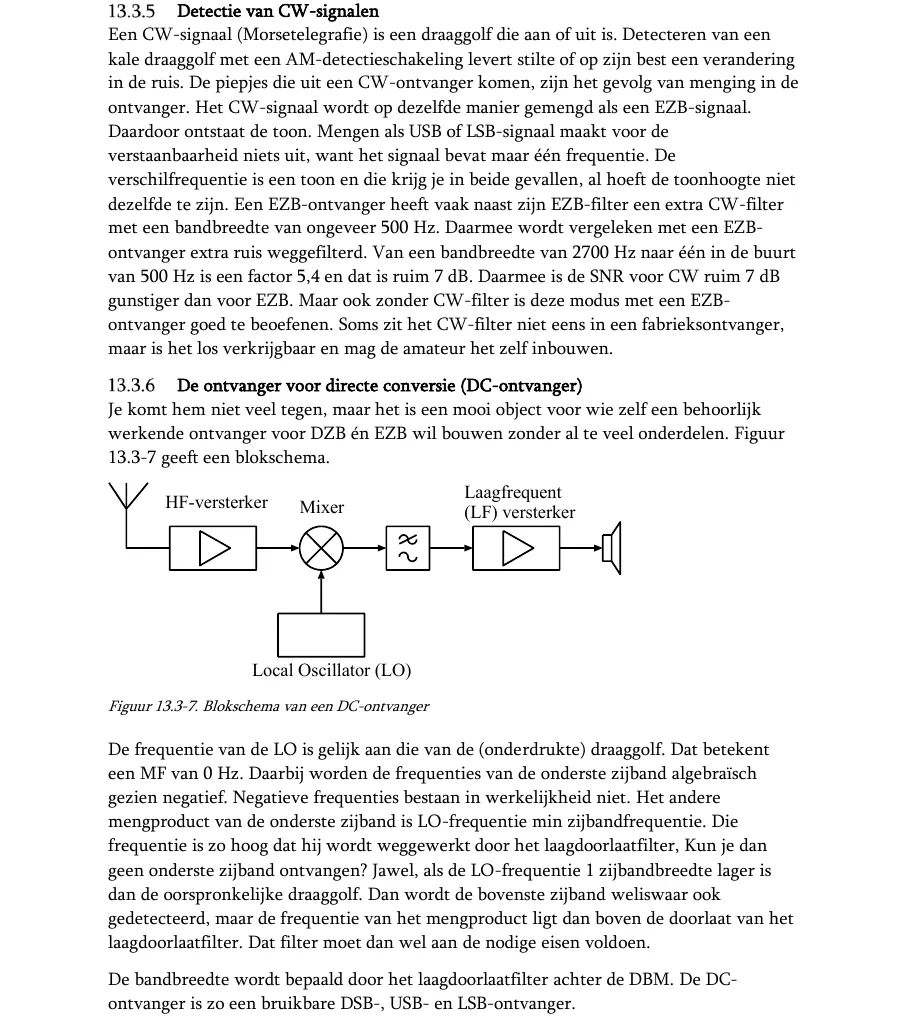 13.3.5 Detectie van CW-signalen
Een CW-signaal (Morsetelegrafie) is een draaggolf die aan of uit is. Detecteren van een
kale draaggolf met een AM-detectieschakeling levert stilte of op zijn best een verandering
in de ruis. De piepjes die uit een CW-ontvanger komen, zijn het gevolg van menging in de
ontvanger. Het CW-signaal wordt op dezelfde manier gemengd als een EZB-signaal.
Daardoor ontstaat de toon. Mengen als USB of LSB-signaal maakt voor de
verstaanbaarheid niets uit, want het signaal bevat maar één frequentie. De
verschilfrequentie is een toon en die krijg je in beide gevallen, al hoeft de toonhoogte niet
dezelfde te zijn. Een EZB-ontvanger heeft vaak naast zijn EZB-filter een extra CW-filter
met een bandbreedte van ongeveer 500 Hz. Daarmee wordt vergeleken met een EZB-
ontvanger extra ruis weggefilterd. Van een bandbreedte van 2700 Hz naar één in de buurt
van 500 Hz is een factor 5,4 en dat is ruim 7 dB. Daarmee is de SNR voor CW ruim 7 dB
gunstiger dan voor EZB. Maar ook zonder CW-filter is deze modus met een EZB-
ontvanger goed te beoefenen. Soms zit het CW-filter niet eens in een fabrieksontvanger,
maar is het los verkrijgbaar en mag de amateur het zelf inbouwen.
13.3.6 De ontvanger voor directe conversie (DC-ontvanger)
Je komt hem niet veel tegen, maar het is een mooi object voor wie zelf een behoorlijk
werkende ontvanger voor DZB én EZB wil bouwen zonder al te veel onderdelen. Figuur
13.3-7 geeft een blokschema.
HF-versterker
Mixer
Laagfrequent
(LF) versterker
Local Oscillator (LO)
Figuur 13.3-7. Blokschema van een DC-ontvanger
De frequentie van de LO is gelijk aan die van de (onderdrukte) draaggolf. Dat betekent
een MF van 0 Hz. Daarbij worden de frequenties van de onderste zijband algebraïsch
gezien negatief. Negatieve frequenties bestaan in werkelijkheid niet. Het andere
mengproduct van de onderste zijband is LO-frequentie min zijbandfrequentie. Die
frequentie is zo hoog dat hij wordt weggewerkt door het laagdoorlaatfilter, Kun je dan
geen onderste zijband ontvangen? Jawel, als de LO-frequentie 1 zijbandbreedte lager is
dan de oorspronkelijke draaggolf. Dan wordt de bovenste zijband weliswaar ook
gedetecteerd, maar de frequentie van het mengproduct ligt dan boven de doorlaat van het
laagdoorlaatfilter. Dat filter moet dan wel aan de nodige eisen voldoen.
De bandbreedte wordt bepaald door het laagdoorlaatfilter achter de DBM. De DC-
ontvanger is zo een bruikbare DSB-, USB- en LSB-ontvanger.